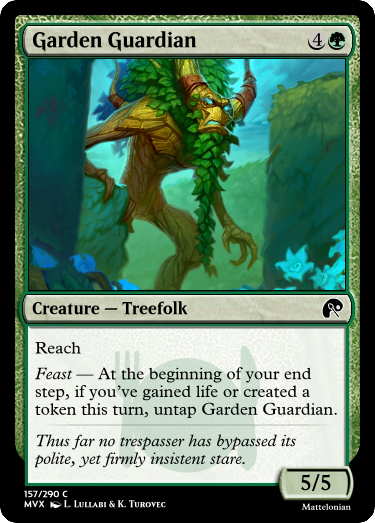 Garden Guardian 4
Creature — Treefolk
Reach
Feast — At the beginning of your end
step, if you've gained life or created a
token this turn, untap Garden Guardian.
Thus far no trespasser has bypassed its
polite, yet firmly insistent stare.
5/5
157/290 C
MVX L. Lullabi & K. Turovec
Mattelonian